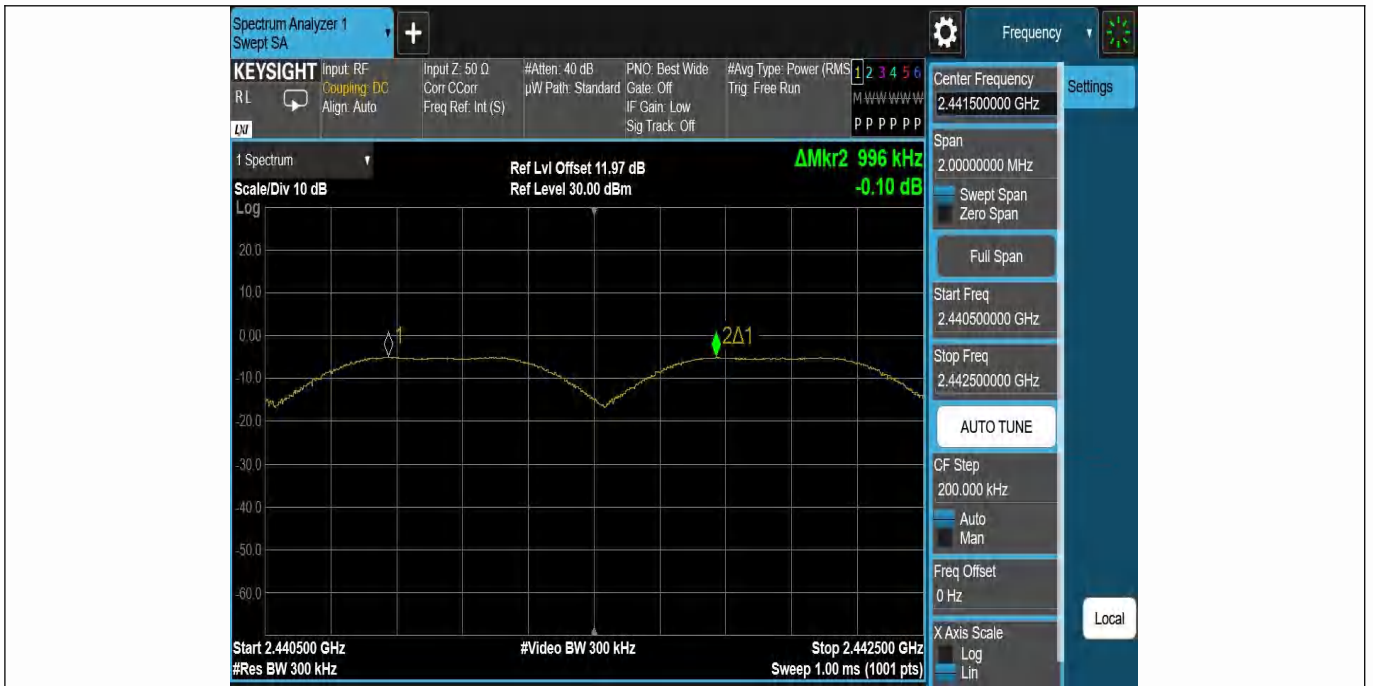 Spectrum Analyzer 1
Swept SA
+
Frequency
KEYSIGHT
RL
LXI
Input: RF
Coupling: DC
Align: Auto
Input Z: 50 Ω
Corr CCorr
Freq Ref: Int (S)
#Atten: 40 dB
µW Path: Standard
PNO: Best Wide
Gate: Off
IF Gain: Low
Sig Track: Off
#Avg Type: Power (RMS
Trig: Free Run
1 2 3 4 5 6
M W W W W W
P P P P P P
1 Spectrum
Scale/Div 10 dB
Log
Ref Lvl Offset 11.97 dB
Ref Level 30.00 dBm
ΔMkr2 996 kHz
-0.10 dB
20.0
10.0
0.00
-10.0
-20.0
-30.0
-40.0
-50.0
-60.0
1
2Δ1
Start 2.440500 GHz
#Res BW 300 kHz
#Video BW 300 kHz
Stop 2.442500 GHz
Sweep 1.00 ms (1001 pts)
Center Frequency
2.441500000 GHz
Settings
Span
2.00000000 MHz
Swept Span
Zero Span
Full Span
Start Freq
2.440500000 GHz
Stop Freq
2.442500000 GHz
AUTO TUNE
CF Step
200.000 kHz
Auto
Man
Freq Offset
0 Hz
X Axis Scale
Log
Lin
Local